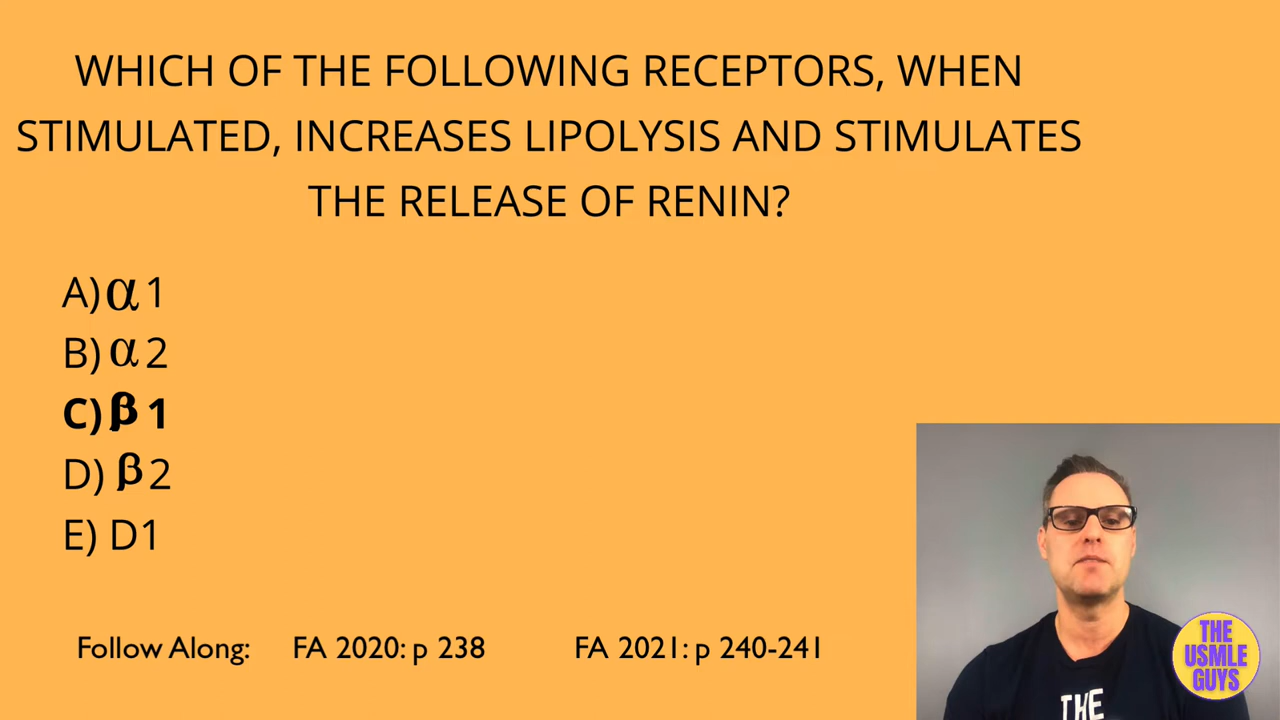 WHICH OF THE FOLLOWING RECEPTORS, WHEN
STIMULATED, INCREASES LIPOLYSIS AND STIMULATES
THE RELEASE OF RENIN?
A) α 1
B) α 2
C) β 1
D) β 2
E) D1
Follow Along: FA 2020: p 238 FA 2021: p 240-241
THE
THE
USMLE
GUYS